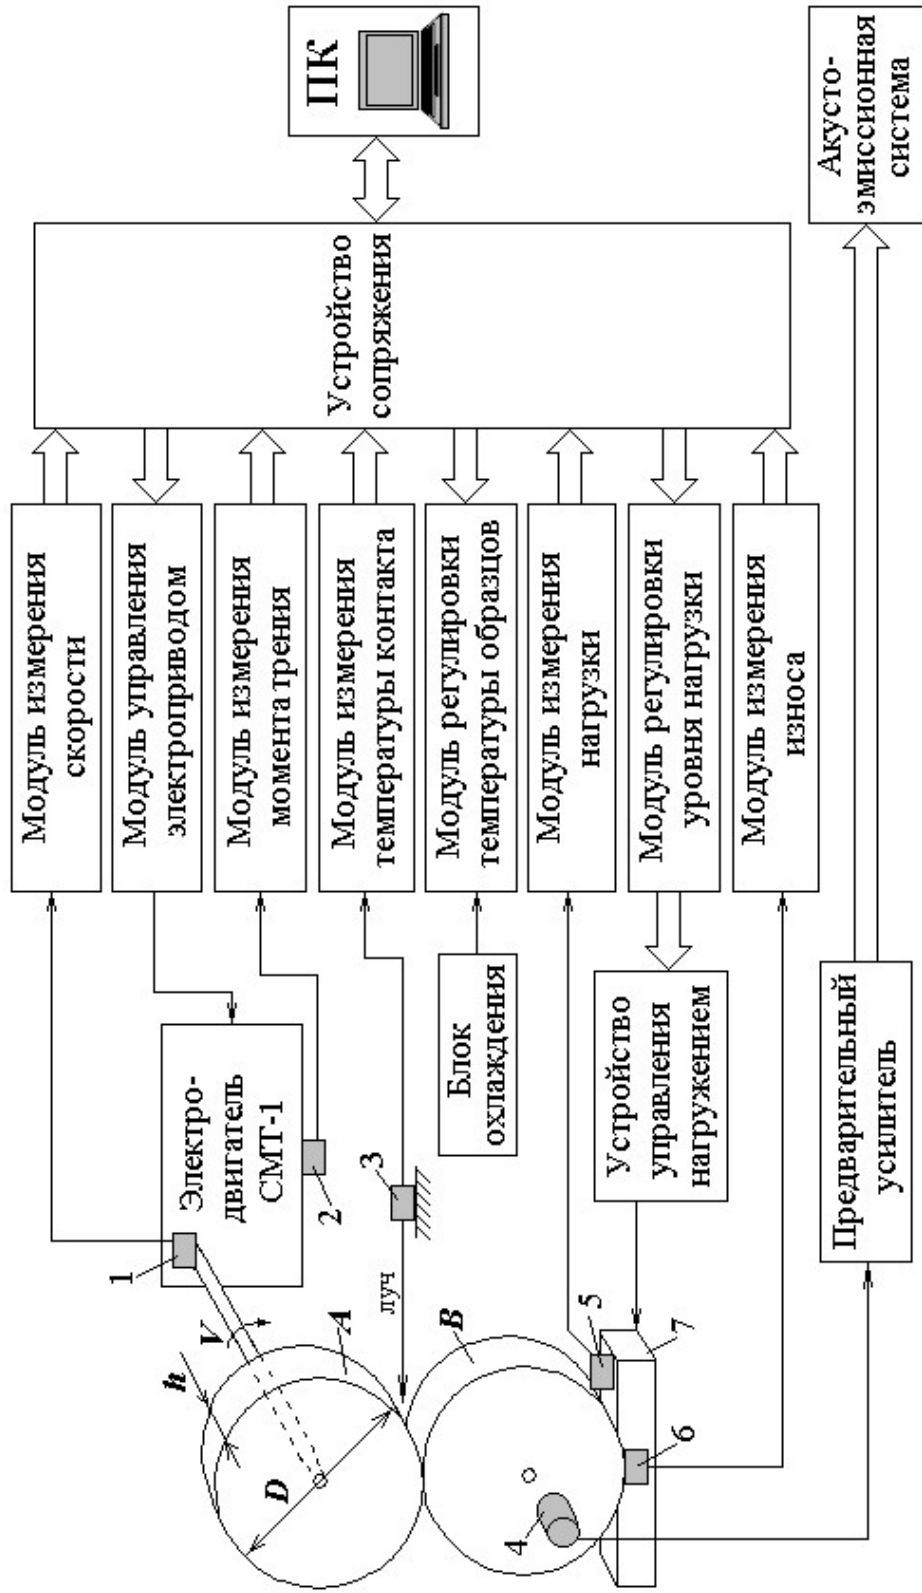 1
Электро-
двигатель
СМТ-1
2
V
h
D
A
луч
3
B
4
5
6
7
Блок
охлаждения
Устройство
управления
нагружением
Предварительный
усилитель
Модуль измерения
скорости
Модуль управления
электроприводом
Модуль измерения
момента трения
Модуль измерения
температуры контакта
Модуль регулировки
температуры образцов
Модуль измерения
нагрузки
Модуль регулировки
уровня нагрузки
Модуль измерения
износа
Устройство
сопряжения
ПК
Акусто-
эмиссионная
система